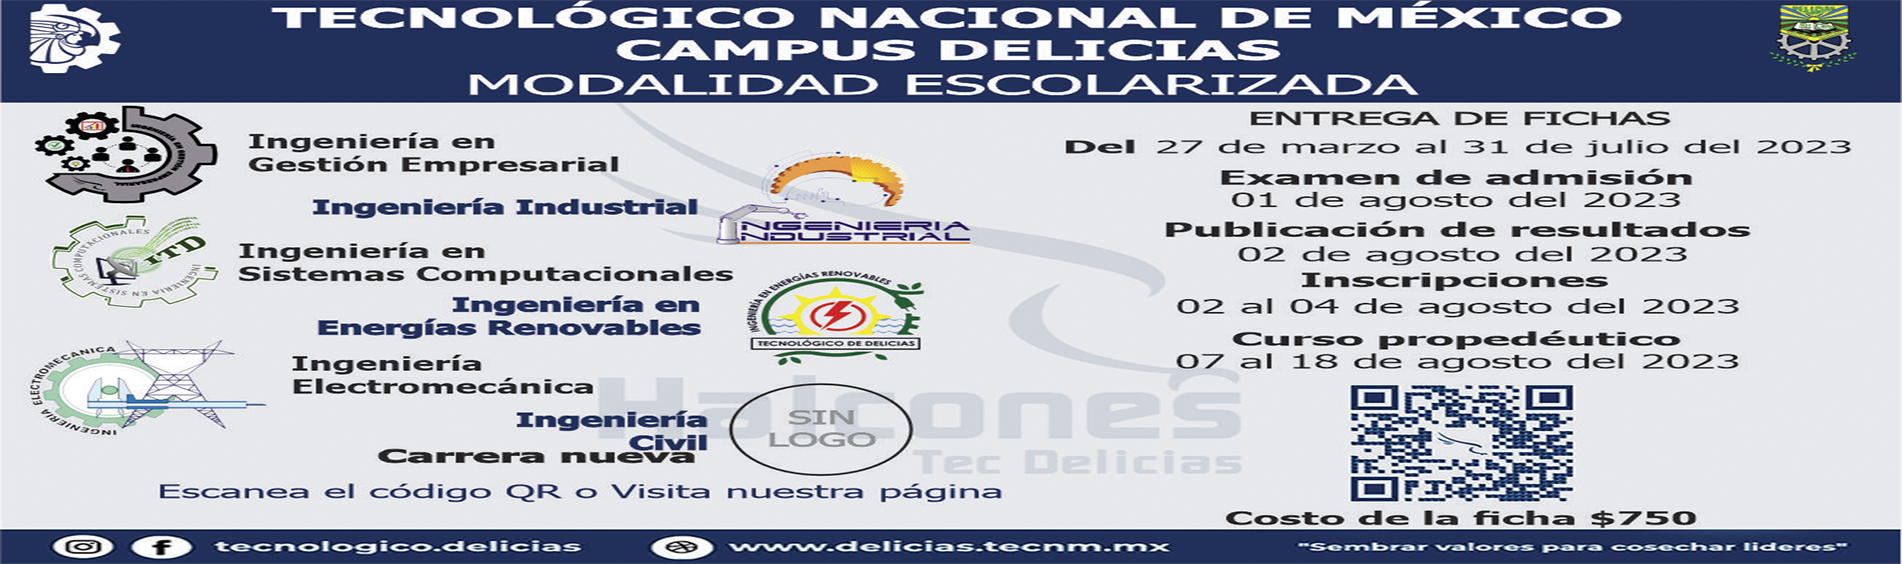 TECNOLÓGICO NACIONAL DE MÉXICO
CAMPUS DELICIAS
MODALIDAD ESCOLARIZADA
Ingeniería en
Gestión Empresarial
Ingeniería Industrial
INGENIERIA
INDUSTRIAL
INGENIERIA EN SISTEMAS COMPUTACIONALES
ITD
Ingeniería en
Sistemas Computacionales
Ingeniería en
Energías Renovables
INGENIERÍA EN ENERGÍAS RENOVABLES
TECNOLÓGICO DE DELICIAS
INGENIERIA ELECTROMECANICA
Ingeniería
Electromecánica
Ingeniería
Civil
Carrera nueva
SIN
LOGO
Halcones
Tec Delicias
Escanea el código QR o Visita nuestra página
ENTREGA DE FICHAS
Del 27 de marzo al 31 de julio del 2023
Examen de admisión
01 de agosto del 2023
Publicación de resultados
02 de agosto del 2023
Inscripciones
02 al 04 de agosto del 2023
Curso propedéutico
07 al 18 de agosto del 2023
Costo de la ficha $750
tecnologico.delicias
www.delicias.tecnm.mx
"Sembrar valores para cosechar lideres"